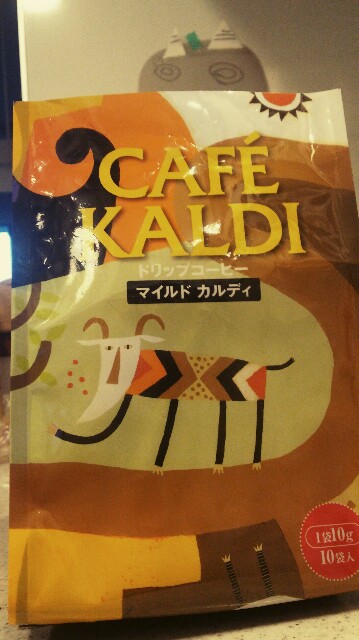 CAFÉ
KALDI
ドリップコーヒー
マイルド カルディ
1袋10g
10袋入